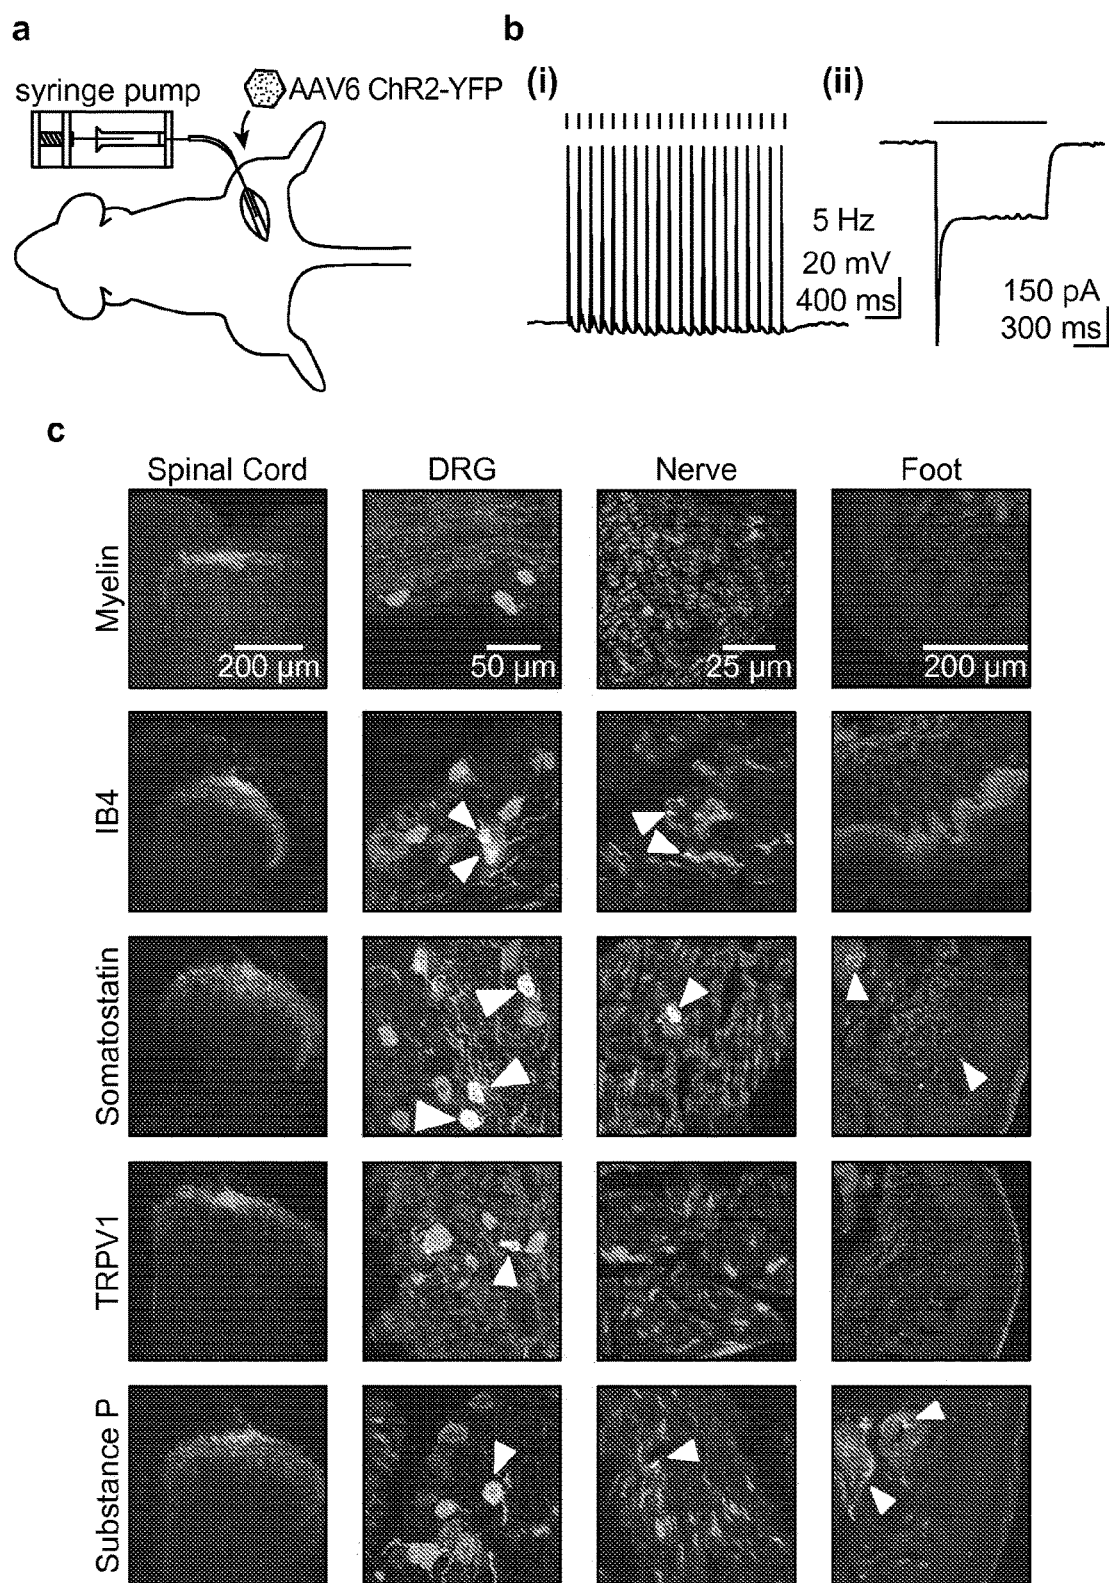 a
b
syringe pump
AAV6 ChR2-YFP
(i)
(ii)
5 Hz
20 mV
400 ms
150 pA
300 ms
c
Spinal Cord DRG Nerve Foot
Myelin
200 µm
50 µm
25 µm
200 µm
IB4
Somatostatin
TRPV1
Substance P